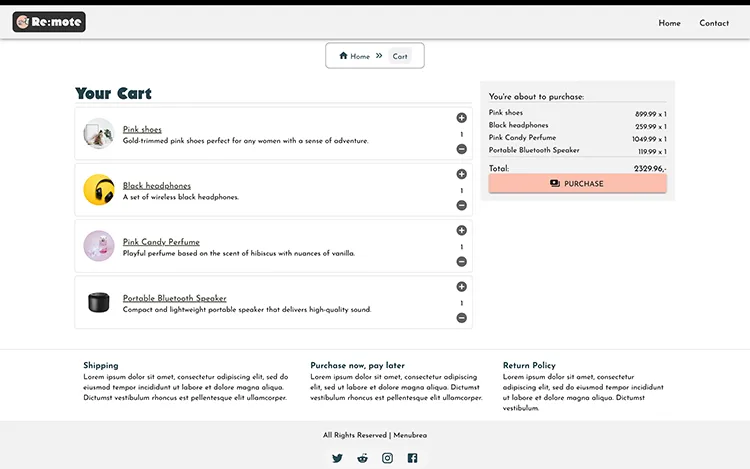 Re:mote
Home
Contact
Home » Cart
Your Cart
Pink shoes
Gold-trimmed pink shoes perfect for any women with a sense of adventure.
1
Black headphones
A set of wireless black headphones.
1
Pink Candy Perfume
Playful perfume based on the scent of hibiscus with nuances of vanilla.
1
Portable Bluetooth Speaker
Compact and lightweight portable speaker that delivers high-quality sound.
1
You're about to purchase:
Pink shoes 899.99 x 1
Black headphones 259.99 x 1
Pink Candy Perfume 1049.99 x 1
Portable Bluetooth Speaker 119.99 x 1
Total: 2329.96,-
PURCHASE
Shipping
Lorem ipsum dolor sit amet, consectetur adipiscing elit, sed do
eiusmod tempor incididunt ut labore et dolore magna aliqua.
Dictumst vestibulum rhoncus est pellentesque elit ullamcorper.
Purchase now, pay later
Lorem ipsum dolor sit amet, consectetur adipiscing elit, sed do
eiusmod tempor incididunt ut labore et dolore magna aliqua. Dictumst
vestibulum rhoncus est pellentesque elit ullamcorper.
Return Policy
Lorem ipsum dolor sit amet, consectetur adipiscing elit, sed do
eiusmod tempor incididunt ut labore et dolore magna aliqua. Dictumst
vestibulum.
All Rights Reserved | Menubrea